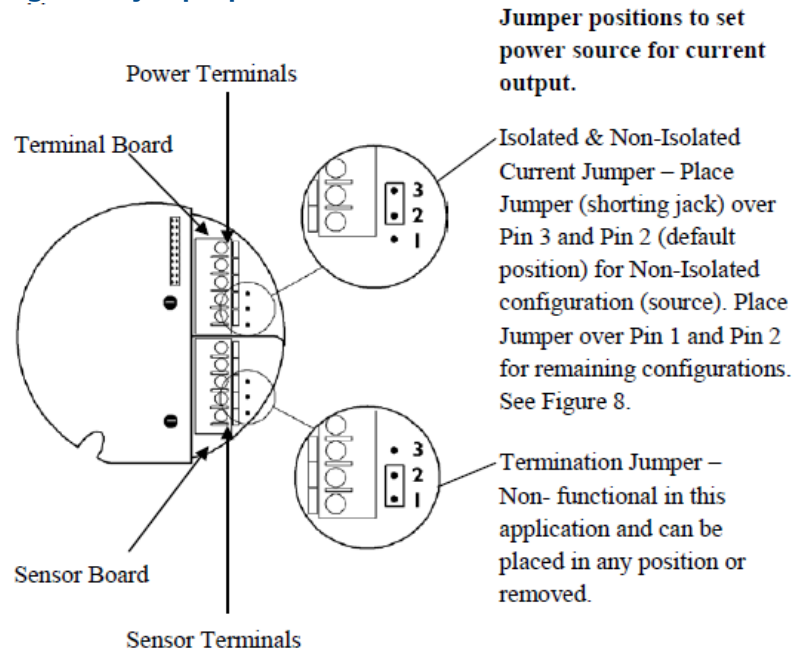 Jumper positions to set
power source for current
output.
Power Terminals
Terminal Board
Isolated & Non-Isolated
Current Jumper – Place
Jumper (shorting jack) over
Pin 3 and Pin 2 (default
position) for Non-Isolated
configuration (source). Place
Jumper over Pin 1 and Pin 2
for remaining configurations.
See Figure 8.
3
2
1
3
2
1
Termination Jumper –
Non- functional in this
application and can be
placed in any position or
removed.
Sensor Board
Sensor Terminals